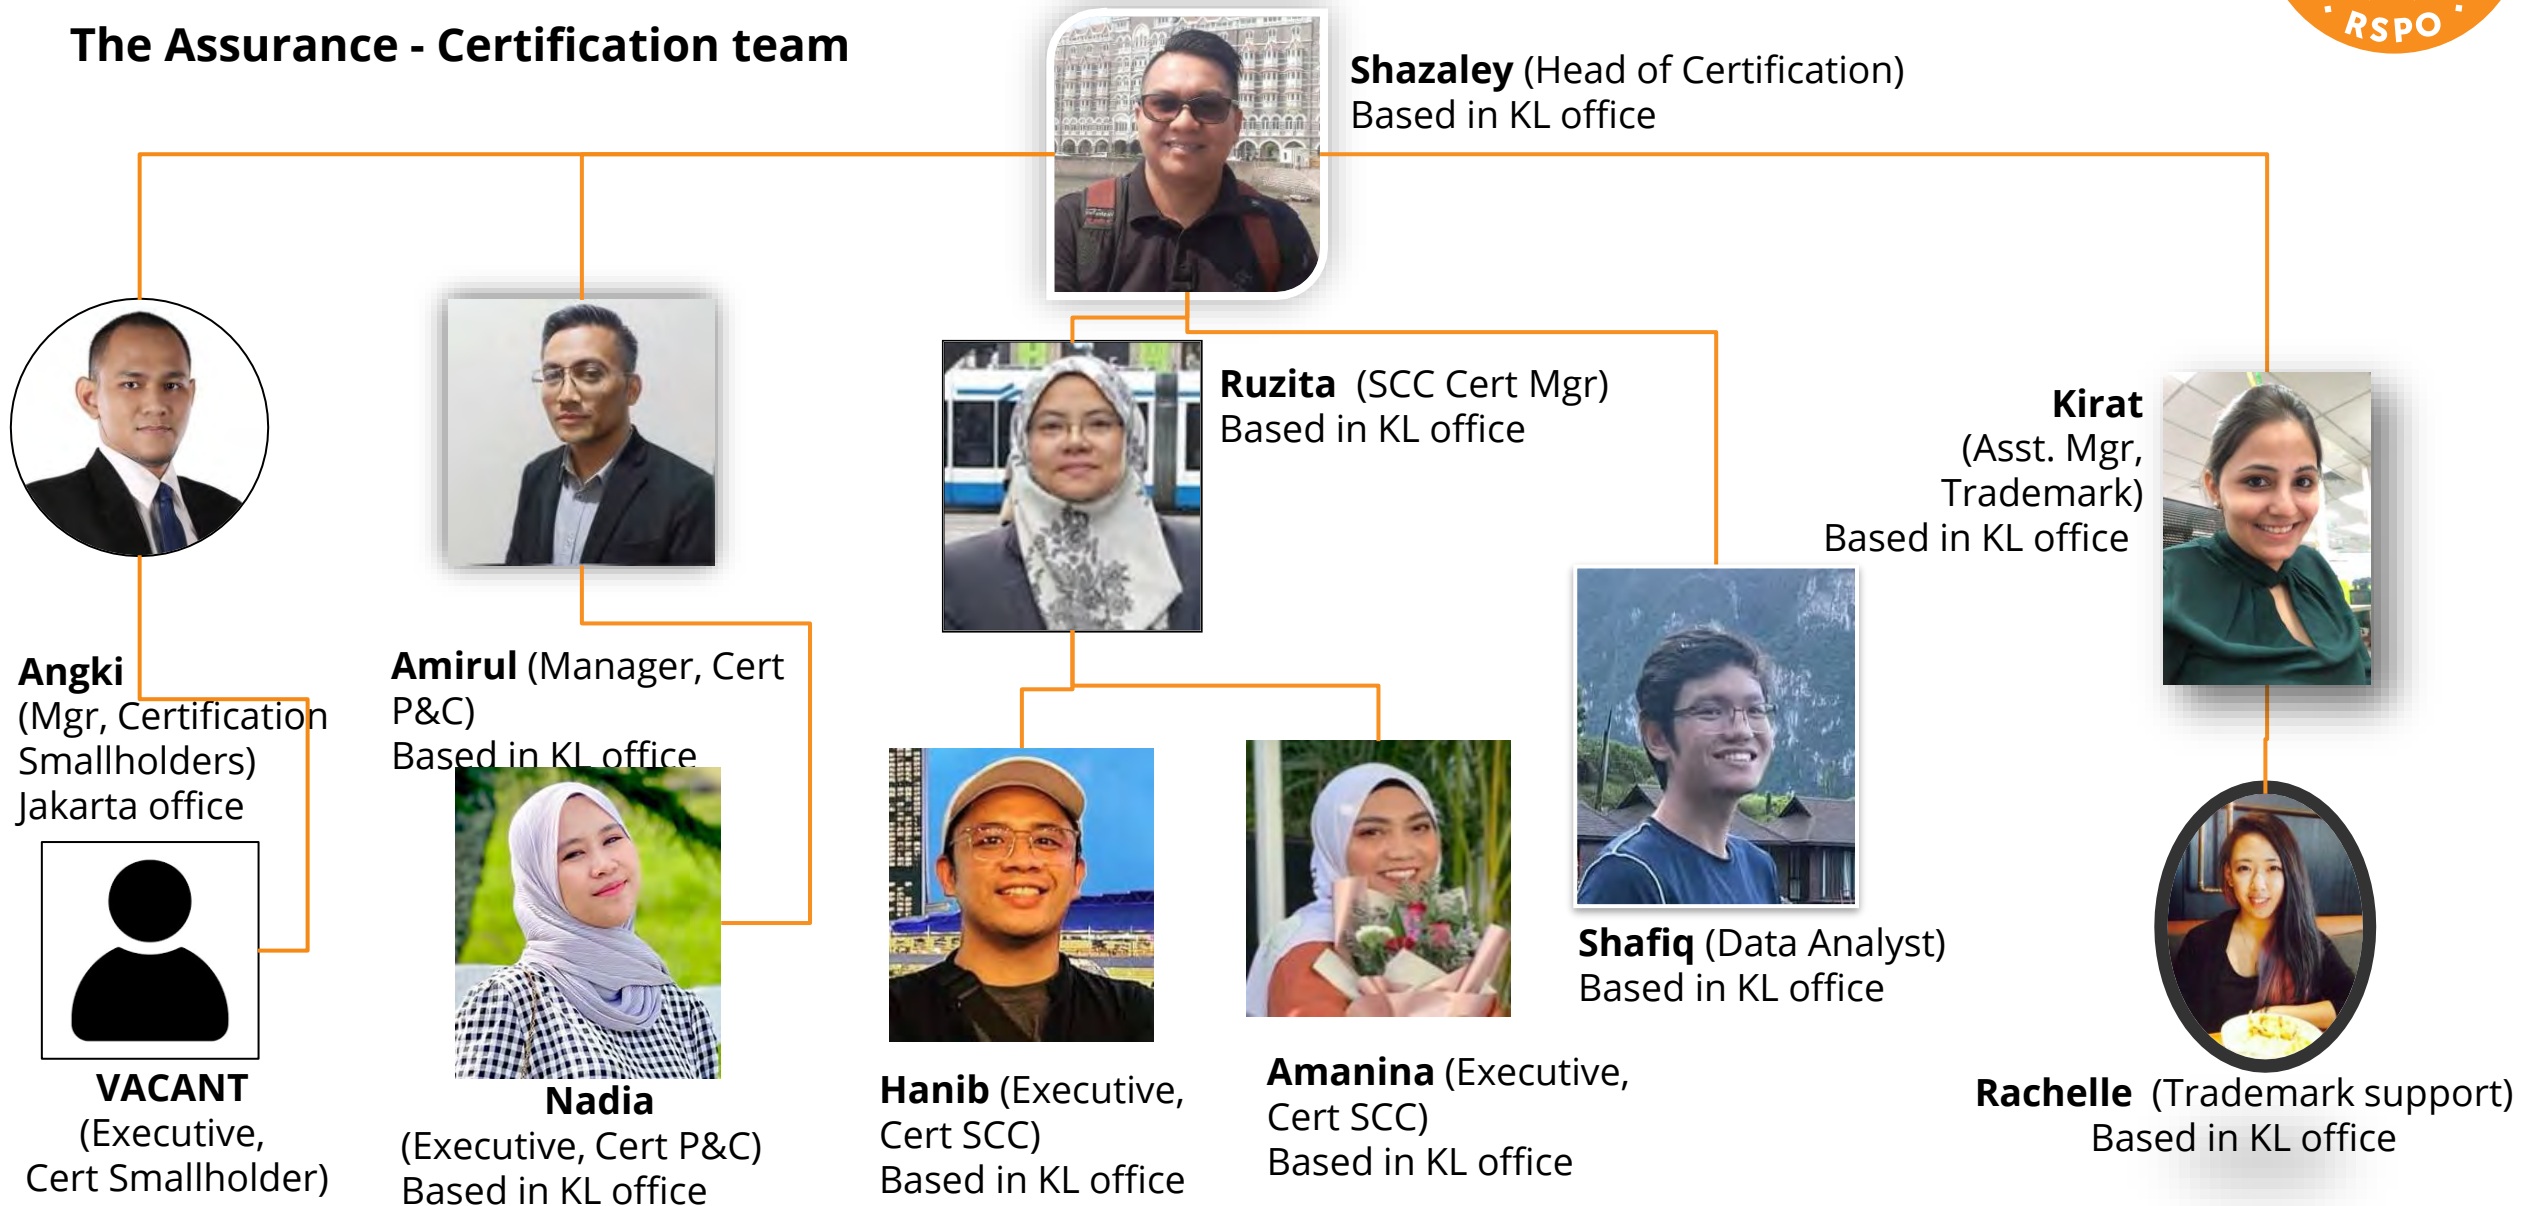 The Assurance - Certification team
RSPO
Shazaley (Head of Certification)
Based in KL office
Ruzita (SCC Cert Mgr)
Based in KL office
Kirat
(Asst. Mgr,
Trademark)
Based in KL office
Angki
(Mgr, Certification
Smallholders)
Jakarta office
Amirul (Manager, Cert
P&C)
Based in KL office
Shafiq (Data Analyst)
Based in KL office
VACANT
(Executive,
Cert Smallholder)
Nadia
(Executive, Cert P&C)
Based in KL office
Hanib (Executive,
Cert SCC)
Based in KL office
Amanina (Executive,
Cert SCC)
Based in KL office
Rachelle (Trademark support)
Based in KL office